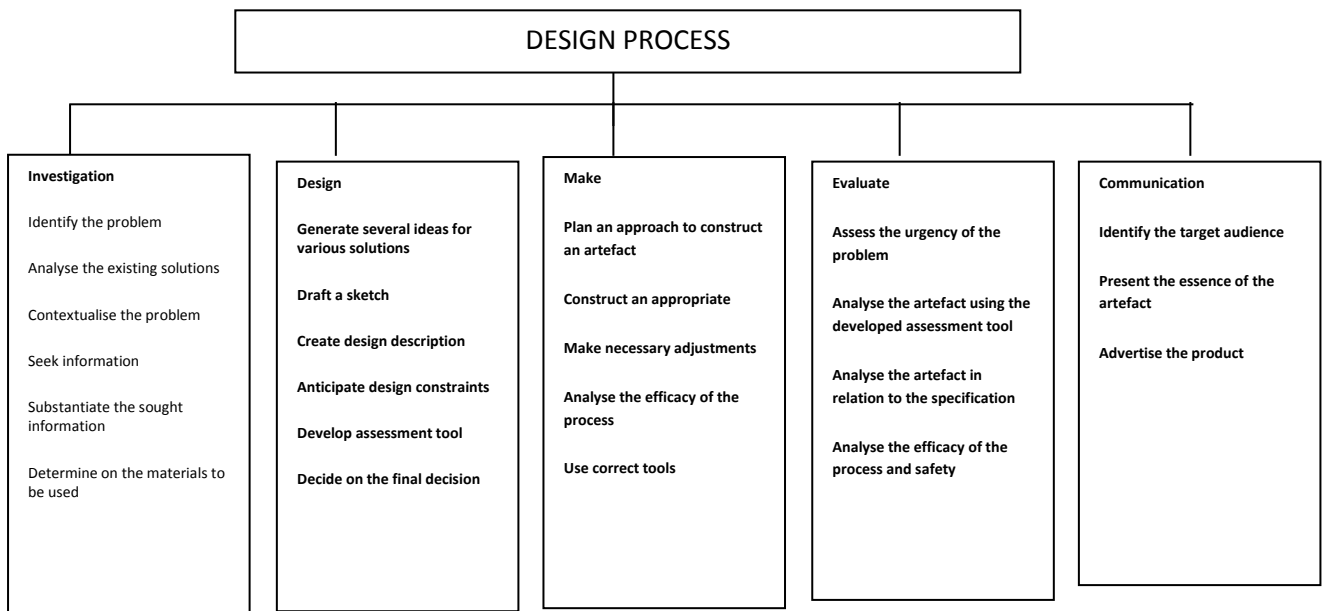 DESIGN PROCESS
Investigation
Identify the problem
Analyse the existing solutions
Contextualise the problem
Seek information
Substantiate the sought
information
Determine on the materials to
be used
Design
Generate several ideas for
various solutions
Draft a sketch
Create design description
Anticipate design constraints
Develop assessment tool
Decide on the final decision
Make
Plan an approach to construct
an artefact
Construct an appropriate
Make necessary adjustments
Analyse the efficacy of the
process
Use correct tools
Evaluate
Assess the urgency of the
problem
Analyse the artefact using the
developed assessment tool
Analyse the artefact in
relation to the specification
Analyse the efficacy of the
process and safety
Communication
Identify the target audience
Present the essence of the
artefact
Advertise the product